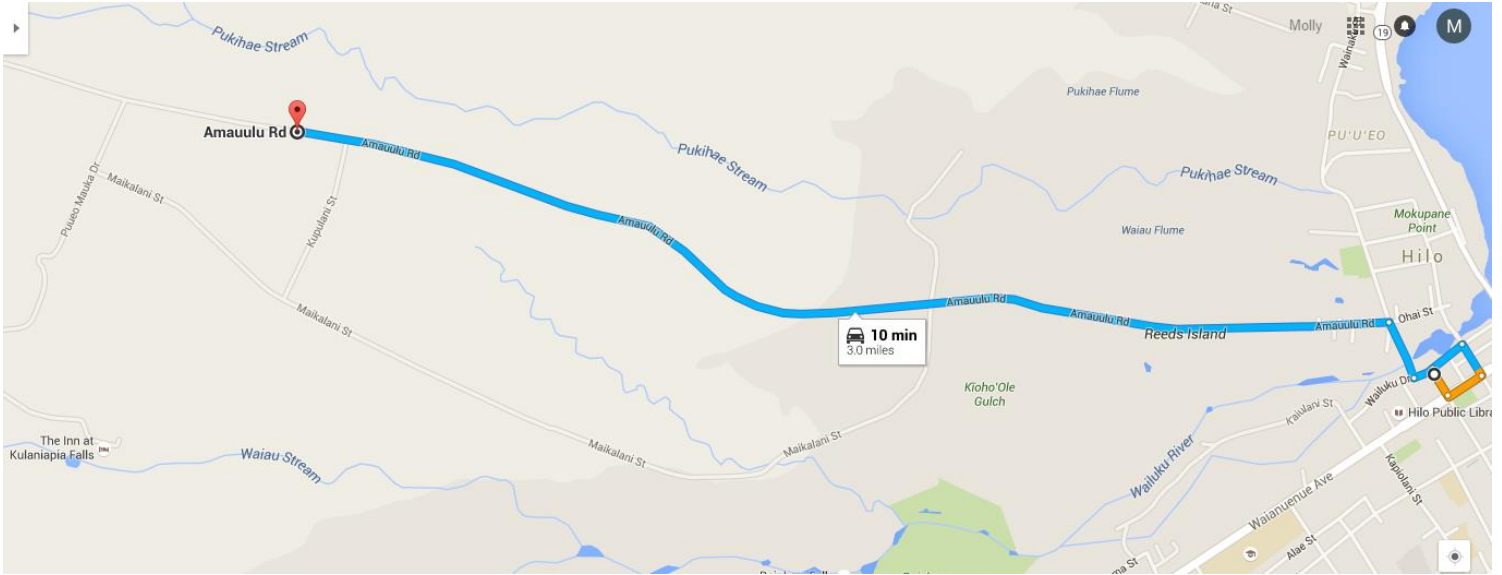 Molly
19
M
Wainaku
Pukihae Stream
Pukihae Flume
PU'U'EO
Amauulu Rd
Amauulu Rd
Pukihae Stream
Pukihae Stream
Puueo Mauka Dr
Maikalani St
Kupulani St
Amauulu Rd
Waiau Flume
Mokupane
Point
Hilo
Maikalani St
Amauulu Rd
Amauulu Rd
Reeds Island
Amauulu Rd
Ohai St
10 min
3.0 miles
Wailuku Dr
Kioho'Ole
Gulch
Kaiulani St
Hilo Public Libra
The Inn at
Kulaniapia Falls
Waiau Stream
Maikalani St
Maikalani St
Wailuku River
Waianuenue Ave
Kapiolani St
Alae St